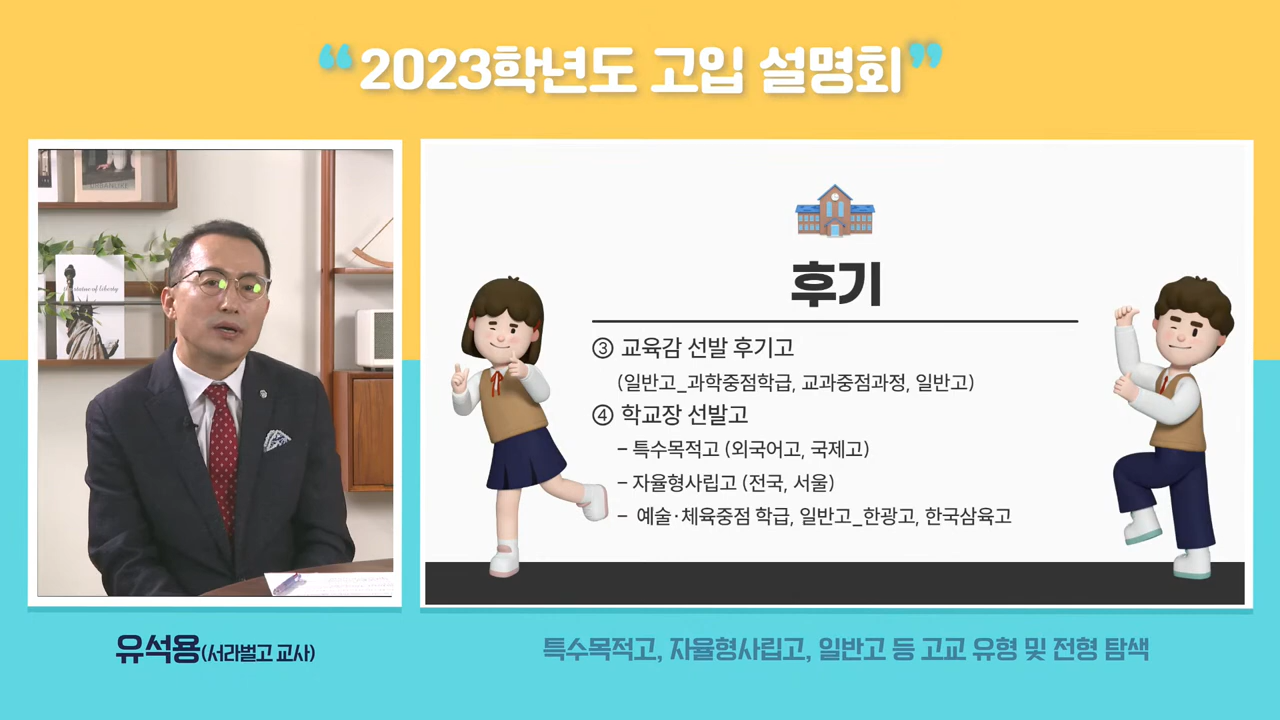 “2023학년도 고입 설명회”
the statue of liberty
후기
③ 교육감 선발 후기고
(일반고_과학중점학급, 교과중점과정, 일반고)
④ 학교장 선발고
– 특수목적고 (외국어고, 국제고)
– 자율형사립고 (전국, 서울)
– 예술·체육중점 학급, 일반고_한광고, 한국삼육고
유석용(서라벌고 교사)
특수목적고, 자율형사립고, 일반고 등 고교 유형 및 전형 탐색